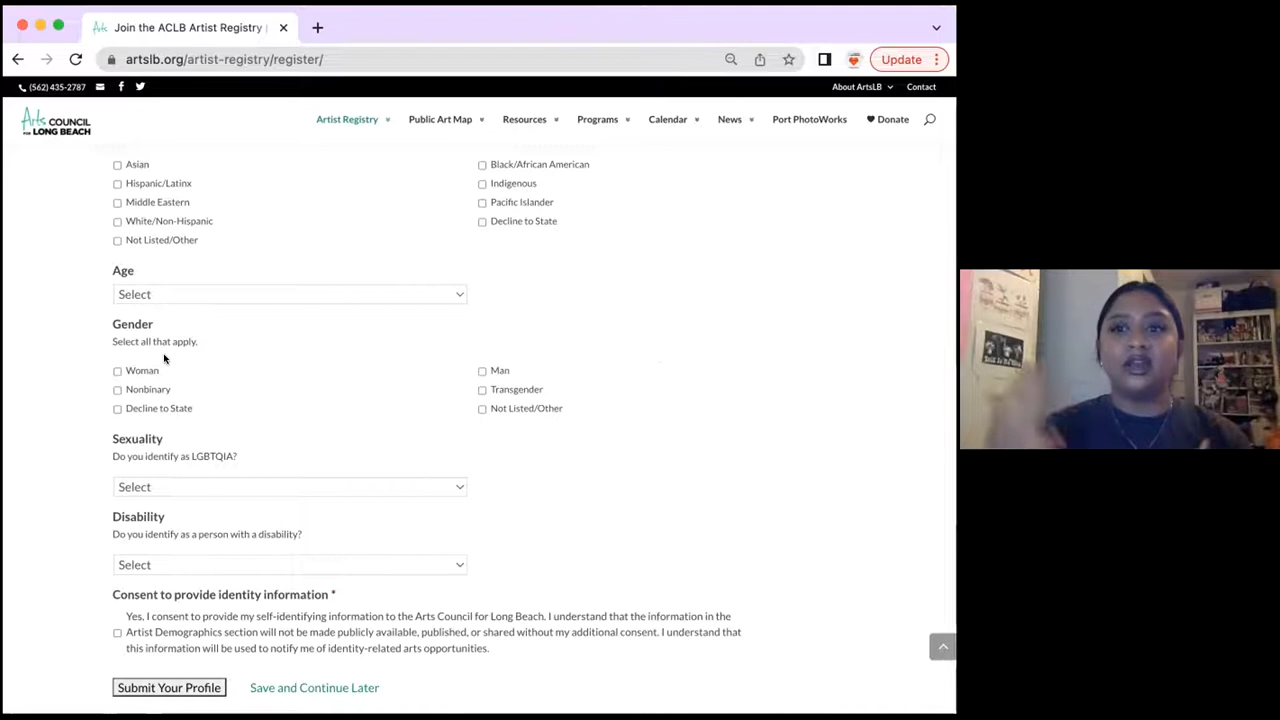 Join the ACLB Artist Registry |
artslb.org/artist-registry/register/
Update
(562) 435-2787
About ArtsLB
Contact
Arts COUNCIL
FOR LONG BEACH
Artist Registry
Public Art Map
Resources
Programs
Calendar
News
Port PhotoWorks
Donate
Asian
Black/African American
Hispanic/Latinx
Indigenous
Middle Eastern
Pacific Islander
White/Non-Hispanic
Decline to State
Not Listed/Other
Age
Select
Gender
Select all that apply.
Woman
Man
Nonbinary
Transgender
Decline to State
Not Listed/Other
Sexuality
Do you identify as LGBTQIA?
Select
Disability
Do you identify as a person with a disability?
Select
Consent to provide identity information *
Yes, I consent to provide my self-identifying information to the Arts Council for Long Beach. I understand that the information in the
Artist Demographics section will not be made publicly available, published, or shared without my additional consent. I understand that
this information will be used to notify me of identity-related arts opportunities.
Submit Your Profile
Save and Continue Later